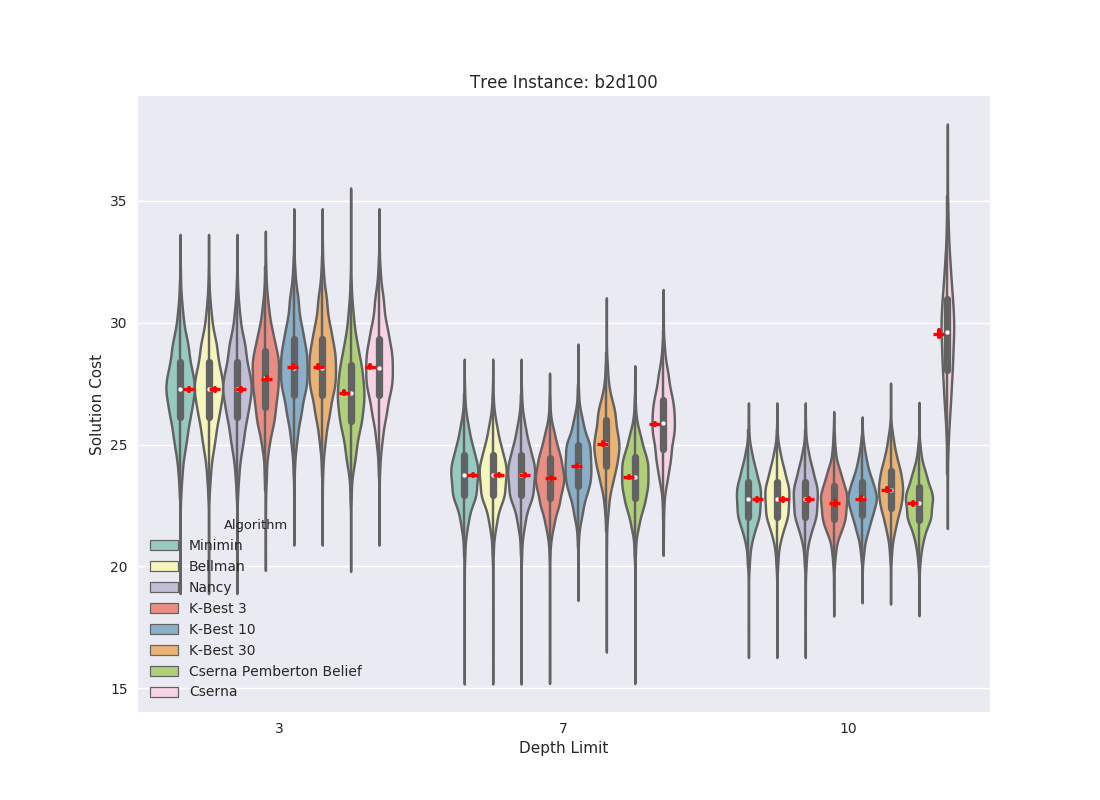 Tree Instance: b2d100
Solution Cost
35
30
25
20
15
Algorithm
Minimin
Bellman
Nancy
K-Best 3
K-Best 10
K-Best 30
Cserna Pemberton Belief
Cserna
3
7
10
Depth Limit